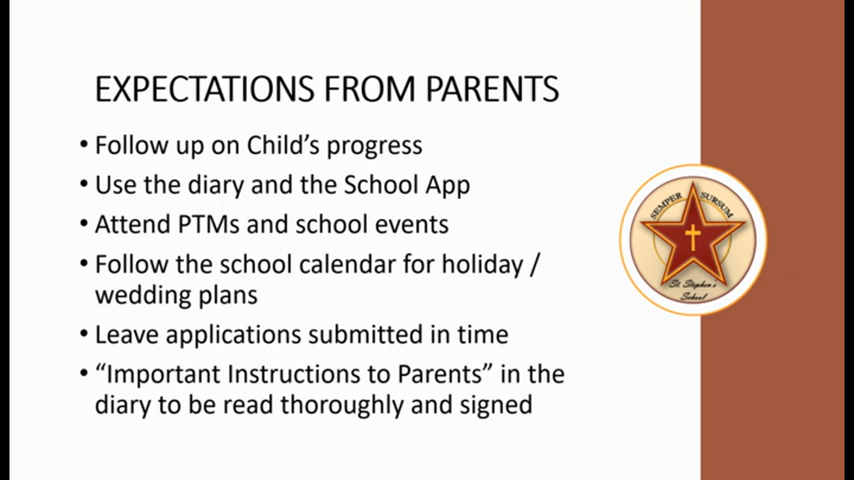 EXPECTATIONS FROM PARENTS
• Follow up on Child's progress
• Use the diary and the School App
• Attend PTMs and school events
• Follow the school calendar for holiday /
wedding plans
• Leave applications submitted in time
• “Important Instructions to Parents” in the
diary to be read thoroughly and signed
SEMPER SURSUM
St. Stephen's
School